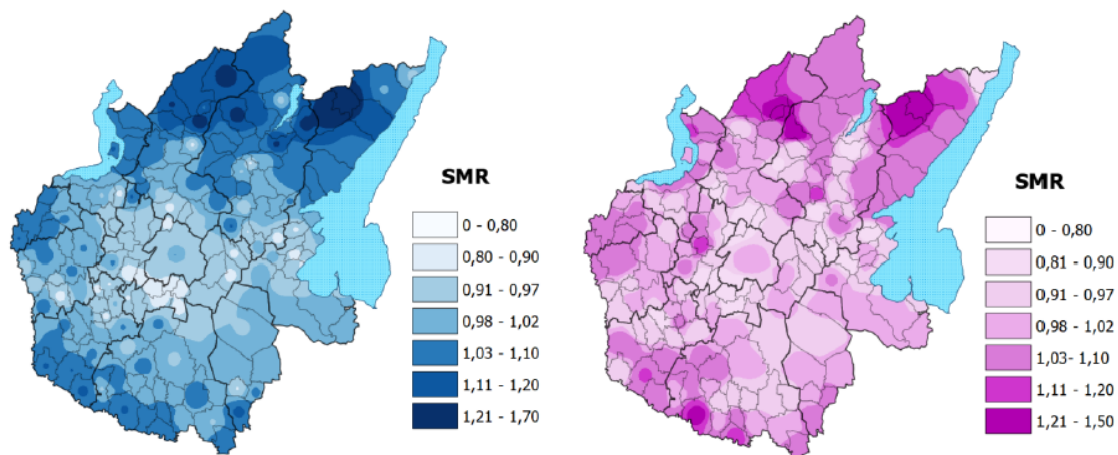 SMR
0 - 0,80
0,80 - 0,90
0,91 - 0,97
0,98 - 1,02
1,03 - 1,10
1,11 - 1,20
1,21 - 1,70
SMR
0 - 0,80
0,81 - 0,90
0,91 - 0,97
0,98 - 1,02
1,03- 1,10
1,11 - 1,20
1,21 - 1,50